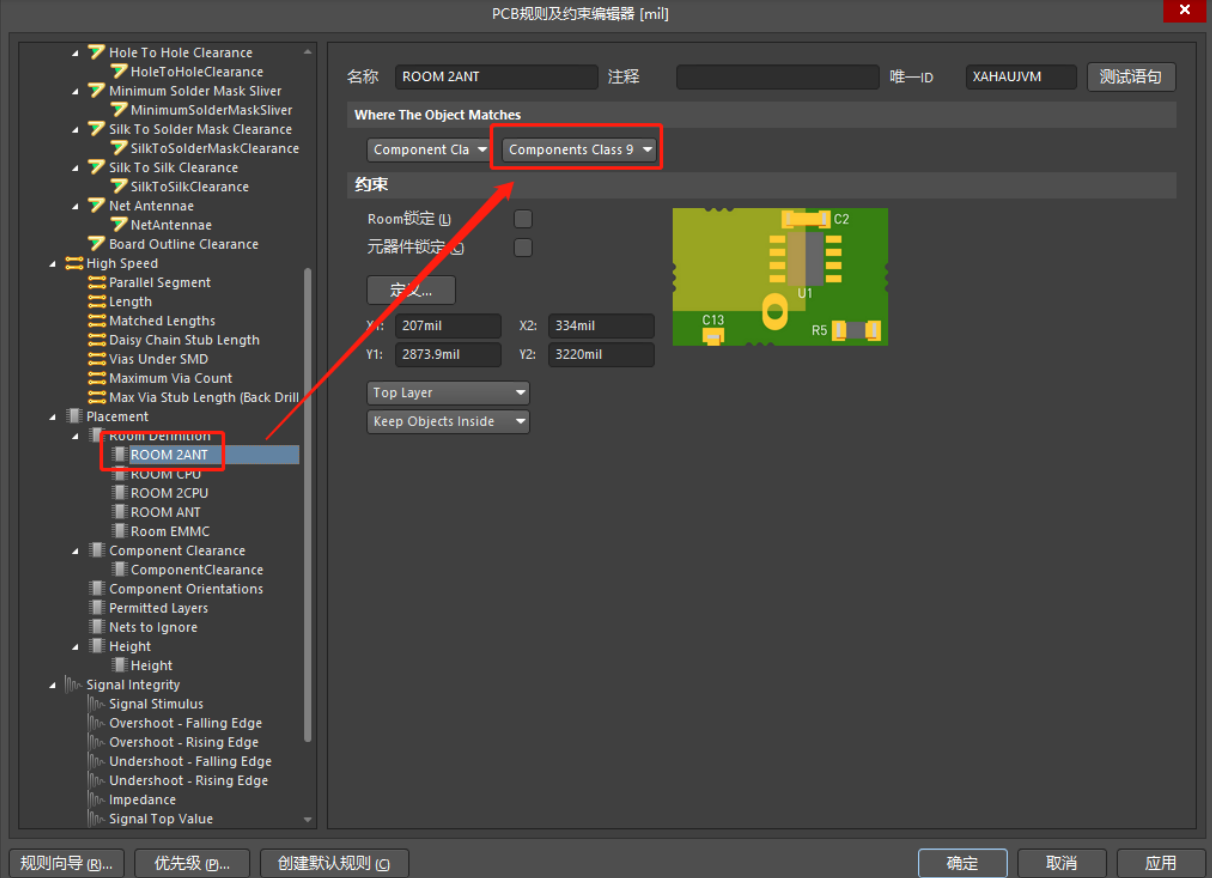 PCB规则及约束编辑器 [mil]
Hole To Hole Clearance
HoleToHoleClearance
Minimum Solder Mask Sliver
MinimumSolderMaskSliver
Silk To Solder Mask Clearance
SilkToSolderMaskClearance
Silk To Silk Clearance
SilkToSilkClearance
Net Antennae
NetAntennae
Board Outline Clearance
High Speed
Parallel Segment
Length
Matched Lengths
Daisy Chain Stub Length
Vias Under SMD
Maximum Via Count
Max Via Stub Length (Back Drill
Placement
Room Definition
ROOM 2ANT
ROOM CPU
ROOM 2CPU
ROOM ANT
Room EMMC
Component Clearance
ComponentClearance
Component Orientations
Permitted Layers
Nets to Ignore
Height
Height
Signal Integrity
Signal Stimulus
Overshoot - Falling Edge
Overshoot - Rising Edge
Undershoot - Falling Edge
Undershoot - Rising Edge
Impedance
Signal Top Value
名称 ROOM 2ANT 注释 唯一ID XAHAUJVM 测试语句
Where The Object Matches
Component Cla Components Class 9
约束
Room锁定 (L)
元器件锁定 (C)
定义...
X1: 207mil X2: 334mil
Y1: 2873.9mil Y2: 3220mil
Top Layer
Keep Objects Inside
C2
U1
C13
R5
规则向导 (R)... 优先级 (P)... 创建默认规则 (C) 确定 取消 应用